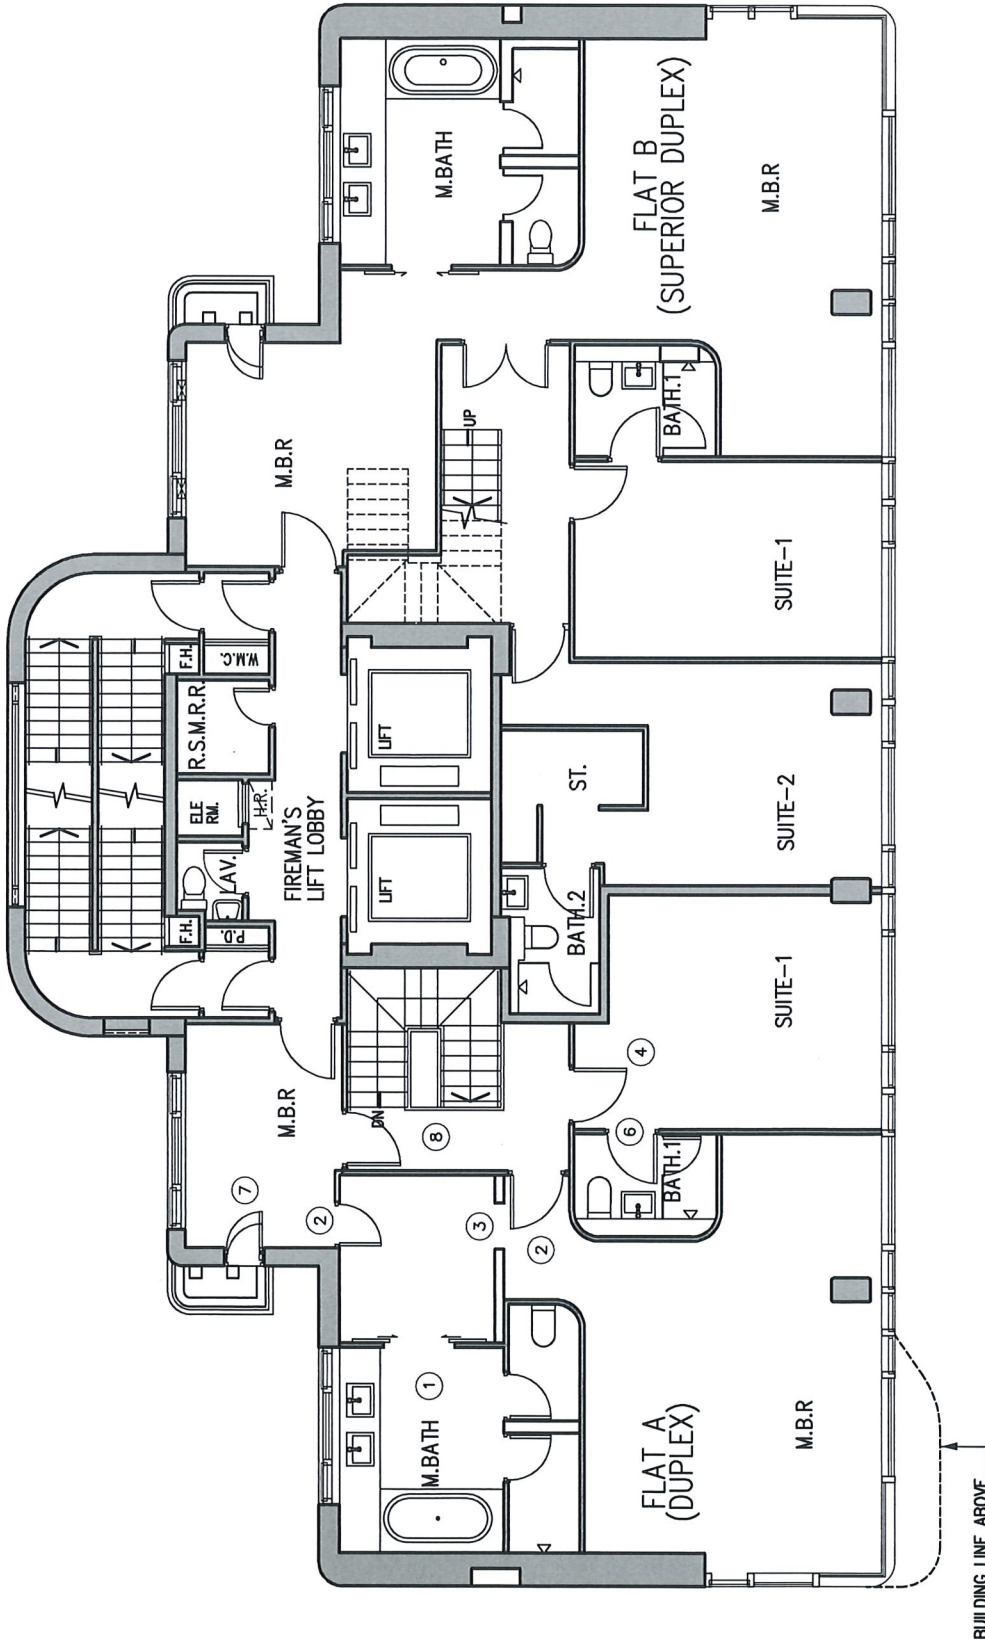 M.BATH
FLAT B
(SUPERIOR DUPLEX)
M.B.R
M.B.R
UP
BATH.1
SUITE-1
F.H.
W.M.C.
R.S.M.R.R.
ELE
RM.
H.R.
LAV.
F.H.
P.D.
FIREMAN'S
LIFT LOBBY
LIFT
LIFT
ST.
SUITE-2
BATH.2
SUITE-1
4
6
BATH.1
M.B.R
DN
8
7
2
3
2
1
M.BATH
FLAT A
(DUPLEX)
M.B.R
BUILDING LINE ABOVE